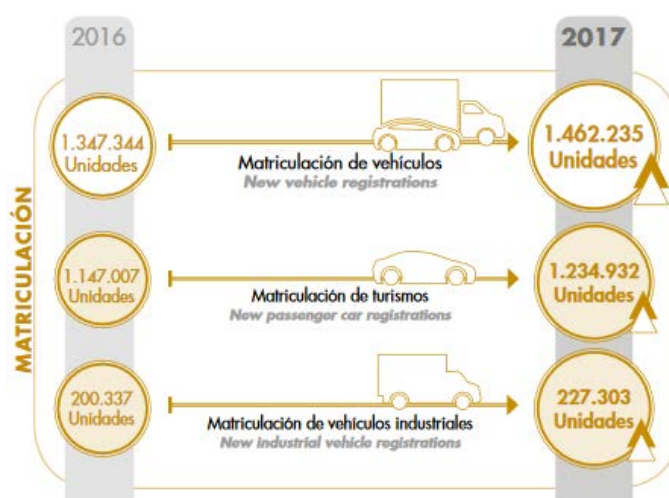 2016
2017
MATRICULACIÓN
1.347.344
Unidades
Matriculación de vehículos
New vehicle registrations
1.462.235
Unidades
1.147.007
Unidades
Matriculación de turismos
New passenger car registrations
1.234.932
Unidades
200.337
Unidades
Matriculación de vehículos industriales
New industrial vehicle registrations
227.303
Unidades